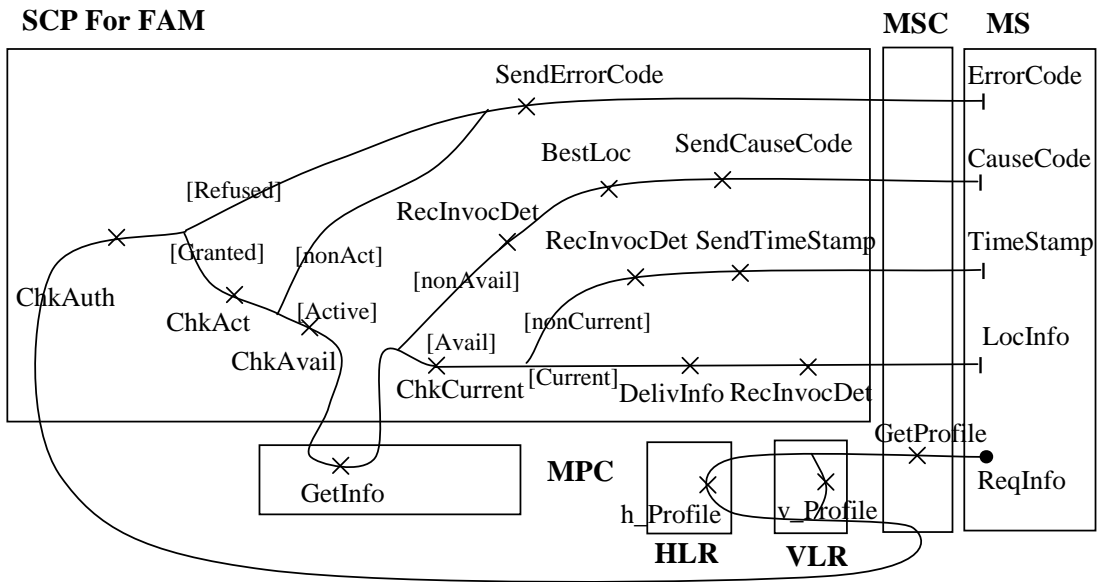 SCP For FAM
MSC
MS
SendErrorCode
ErrorCode
BestLoc
SendCauseCode
CauseCode
[Refused]
RecInvocDet
RecInvocDet
SendTimeStamp
TimeStamp
[Granted]
[nonAct]
[nonAvail]
ChkAuth
ChkAct
[Active]
[nonCurrent]
ChkAvail
[Avail]
LocInfo
ChkCurrent
[Current]
DelivInfo
RecInvocDet
GetProfile
MPC
GetInfo
ReqInfo
h_Profile
v_Profile
HLR
VLR